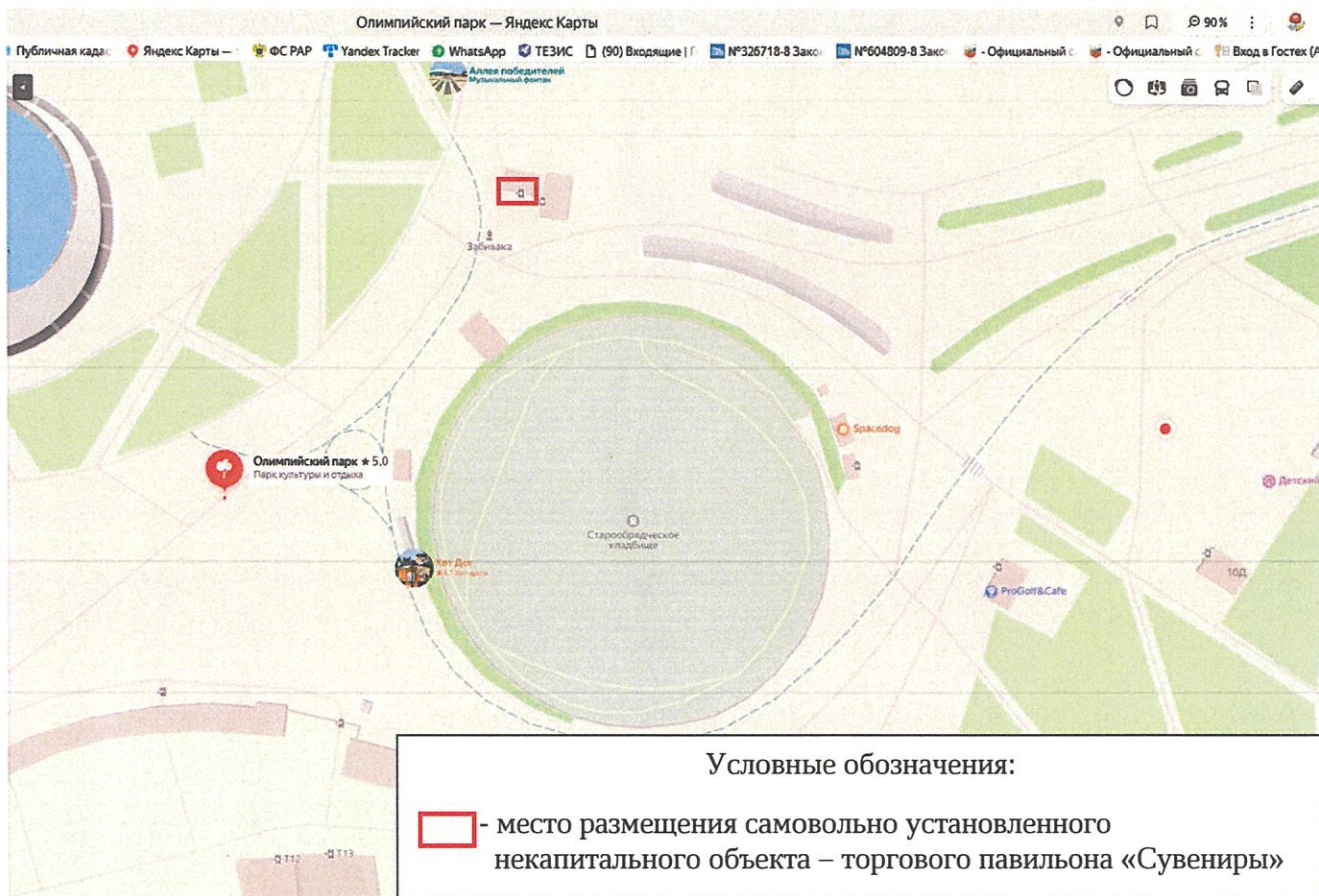 Олимпийский парк — Яндекс Карты
90%
Публичная кадас
Яндекс Карты —
ФС РАР
Yandex Tracker
WhatsApp
ТЕЗИС
(90) Входящие |
№326718-8 Зако
№604809-8 Зако
- Официальный с
- Официальный с
Вход в Гостех (А
Аллея победителей
Музыкальный фонтан
Забивака
Spacedog
Олимпийский парк ★ 5,0
Парк культуры и отдыха
Детский
Старообрядческое
кладбище
Хот Дог
10Д
ProGolf&Cafe
Т12
Т13
Условные обозначения:
- место размещения самовольно установленного
некапитального объекта – торгового павильона «Сувениры»